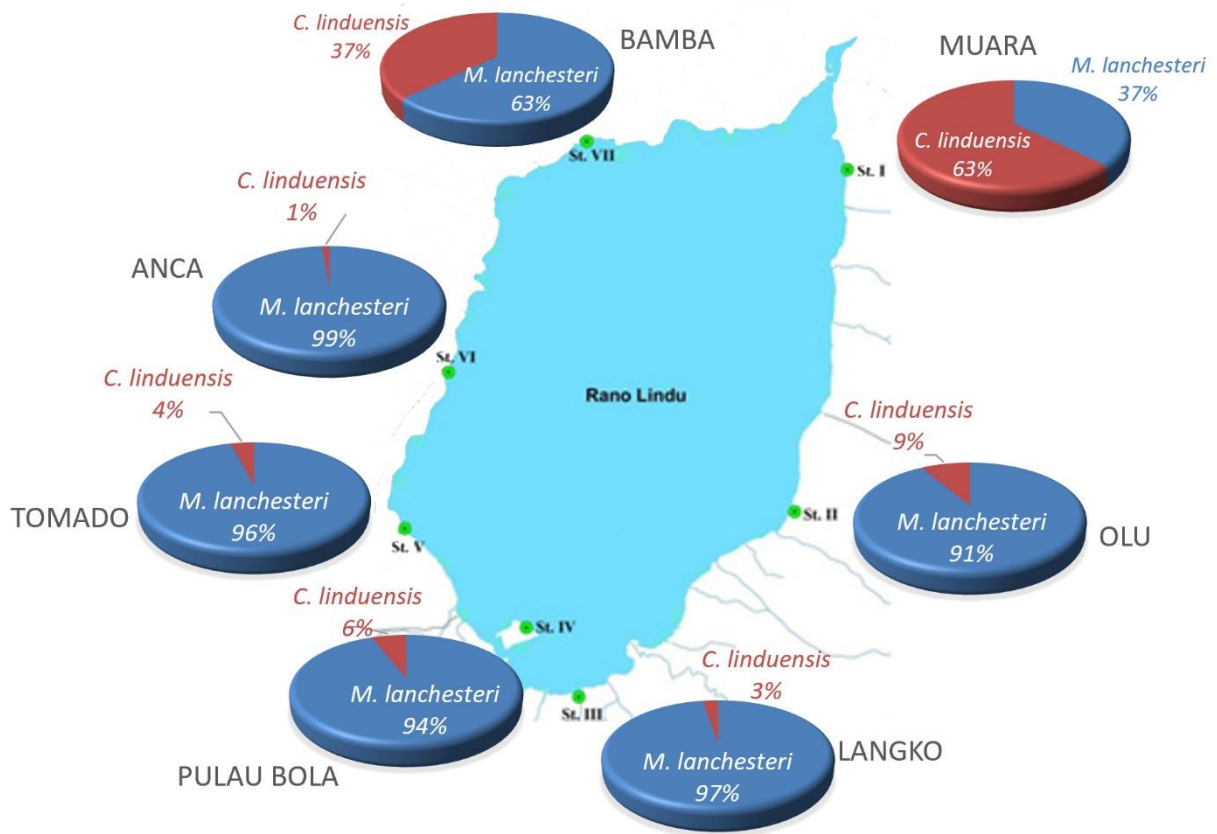 C. linduensis
37%
BAMBA
M. lanchesteri
63%
MUARA
M. lanchesteri
37%
C. linduensis
63%
St. VII
St. I
C. linduensis
1%
ANCA
M. lanchesteri
99%
St. VI
Rano Lindu
C. linduensis
4%
TOMADO
M. lanchesteri
96%
St. V
C. linduensis
9%
St. II
M. lanchesteri
91%
OLU
C. linduensis
6%
St. IV
M. lanchesteri
94%
PULAU BOLA
St. III
C. linduensis
3%
M. lanchesteri
97%
LANGKO